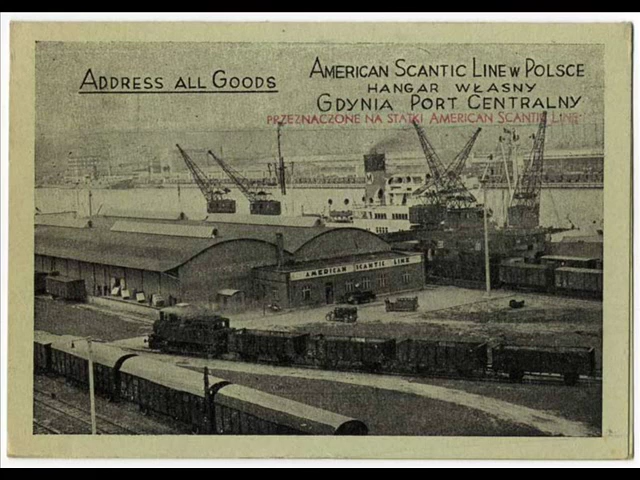 ADDRESS ALL GOODS
AMERICAN SCANTIC LINE W POLSCE
HANGAR WŁASNY
GDYNIA PORT CENTRALNY
PRZEZNACZONE NA STATKI AMERICAN SCANTIC LINE
M
AMERICAN SCANTIC LINE